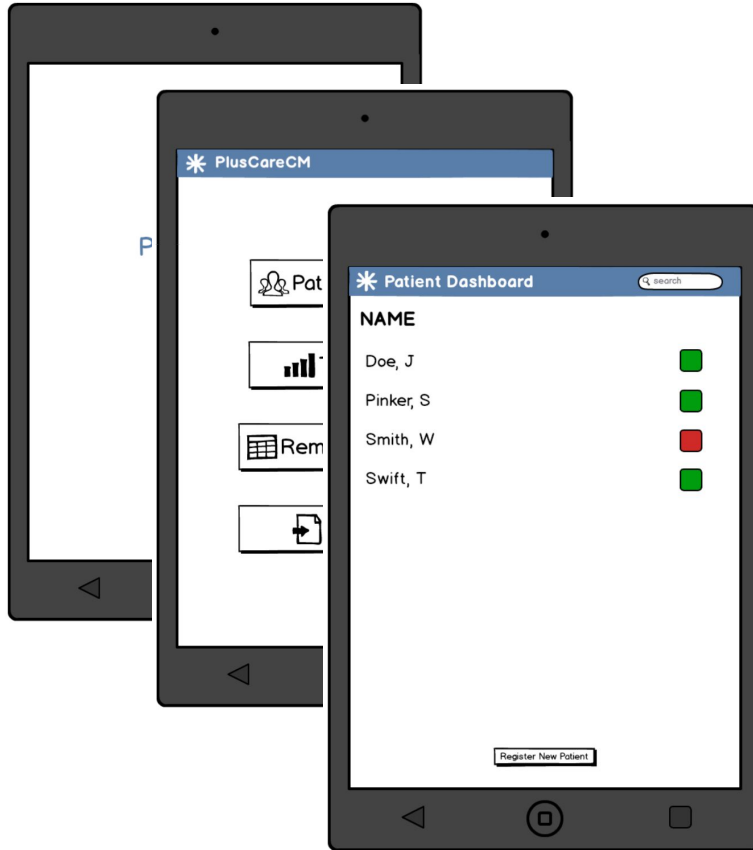 P
PlusCareCM
Pat
Rem
Patient Dashboard
search
NAME
Doe, J
Pinker, S
Smith, W
Swift, T
Register New Patient